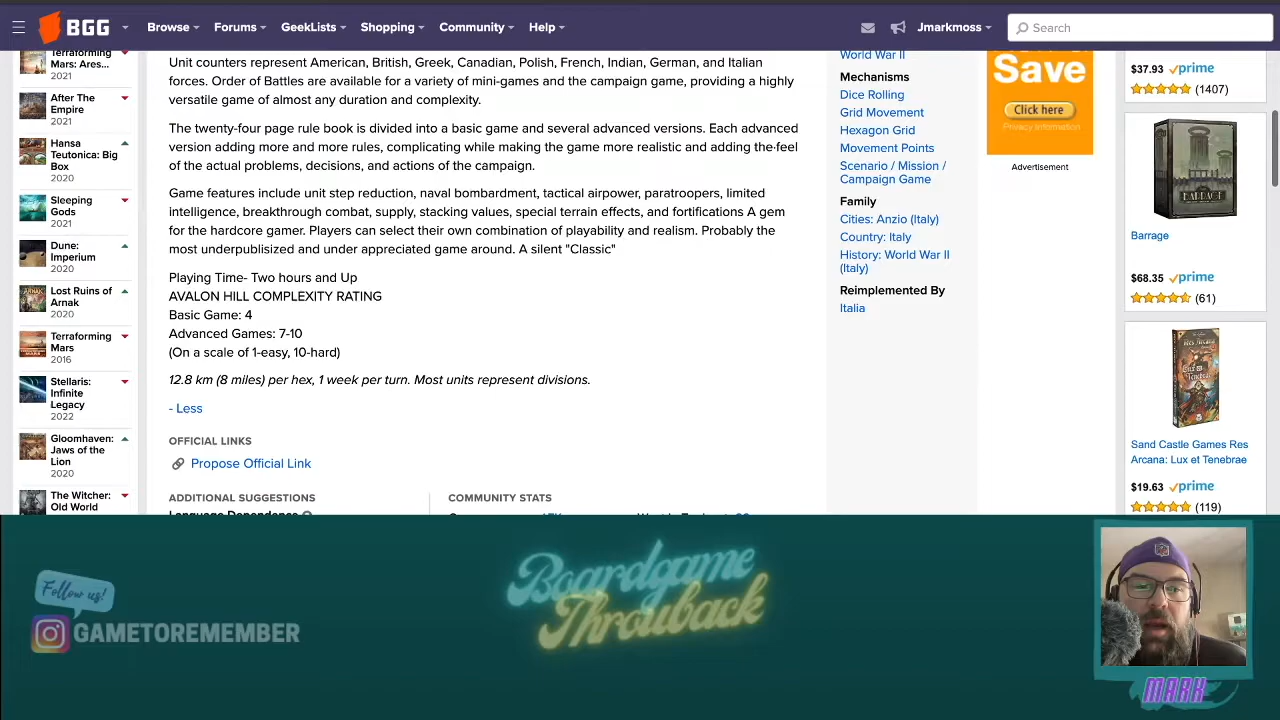 BGG
Browse
Forums
GeekLists
Shopping
Community
Help
Jmarkmoss
Search
Terraforming
Mars: Ares...
2021
After The
Empire
2021
Hansa
Teutonica: Big
Box
2020
Sleeping
Gods
2021
Dune:
Imperium
2020
Lost Ruins of
Arnak
2020
Terraforming
Mars
2016
Stellaris:
Infinite
Legacy
2022
Gloomhaven:
Jaws of the
Lion
2020
The Witcher:
Old World
Unit counters represent American, British, Greek, Canadian, Polish, French, Indian, German, and Italian
forces. Order of Battles is available for a variety of mini-games and the campaign game, providing a highly
versatile game of almost any duration and complexity.
The twenty-four page rule book is divided into a basic game and several advanced versions. Each advanced
version adding more and more rules, complicating while making the game more realistic and adding the feel
of the actual problems, decisions, and actions of the campaign.
Game features include unit step reduction, naval bombardment, tactical airpower, paratroopers, limited
intelligence, breakthrough combat, supply, stacking values, special terrain effects, and fortifications A gem
for the hardcore gamer. Players can select their own combination of playability and realism. Probably the
most underpublisized and under appreciated game around. A silent "Classic"
Playing Time- Two hours and Up
AVALON HILL COMPLEXITY RATING
Basic Game: 4
Advanced Games: 7-10
(On a scale of 1-easy, 10-hard)
12.8 km (8 miles) per hex, 1 week per turn. Most units represent divisions.
- Less
OFFICIAL LINKS
Propose Official Link
ADDITIONAL SUGGESTIONS
Language Dependence
COMMUNITY STATS
World War II
Mechanisms
Dice Rolling
Grid Movement
Hexagon Grid
Movement Points
Scenario / Mission /
Campaign Game
Family
Cities: Anzio (Italy)
Country: Italy
History: World War II
(Italy)
Reimplemented By
Italia
Save
Click here
Privacy Information
Advertisement
$37.93 prime
(1407)
BARRAGE
Barrage
$68.35 prime
(61)
Sand Castle Games Res
Arcana: Lux et Tenebrae
$19.63 prime
(119)
Follow us!
GAMETOREMEMBER
Boardgame
Throwback
MARK